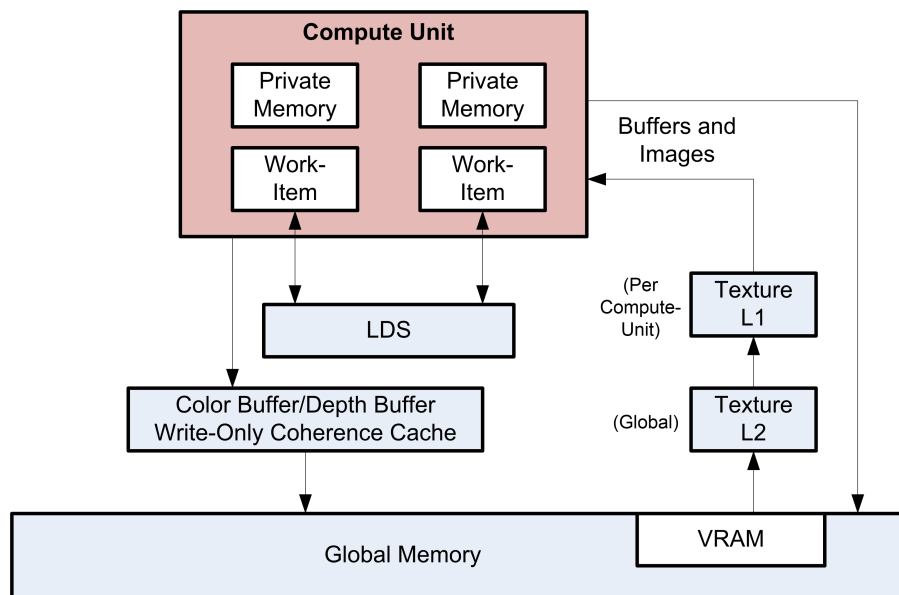 Compute Unit
Private
Memory
Private
Memory
Work-
Item
Work-
Item
Buffers and
Images
(Per
Compute-
Unit)
Texture
L1
LDS
Color Buffer/Depth Buffer
Write-Only Coherence Cache
(Global)
Texture
L2
Global Memory
VRAM